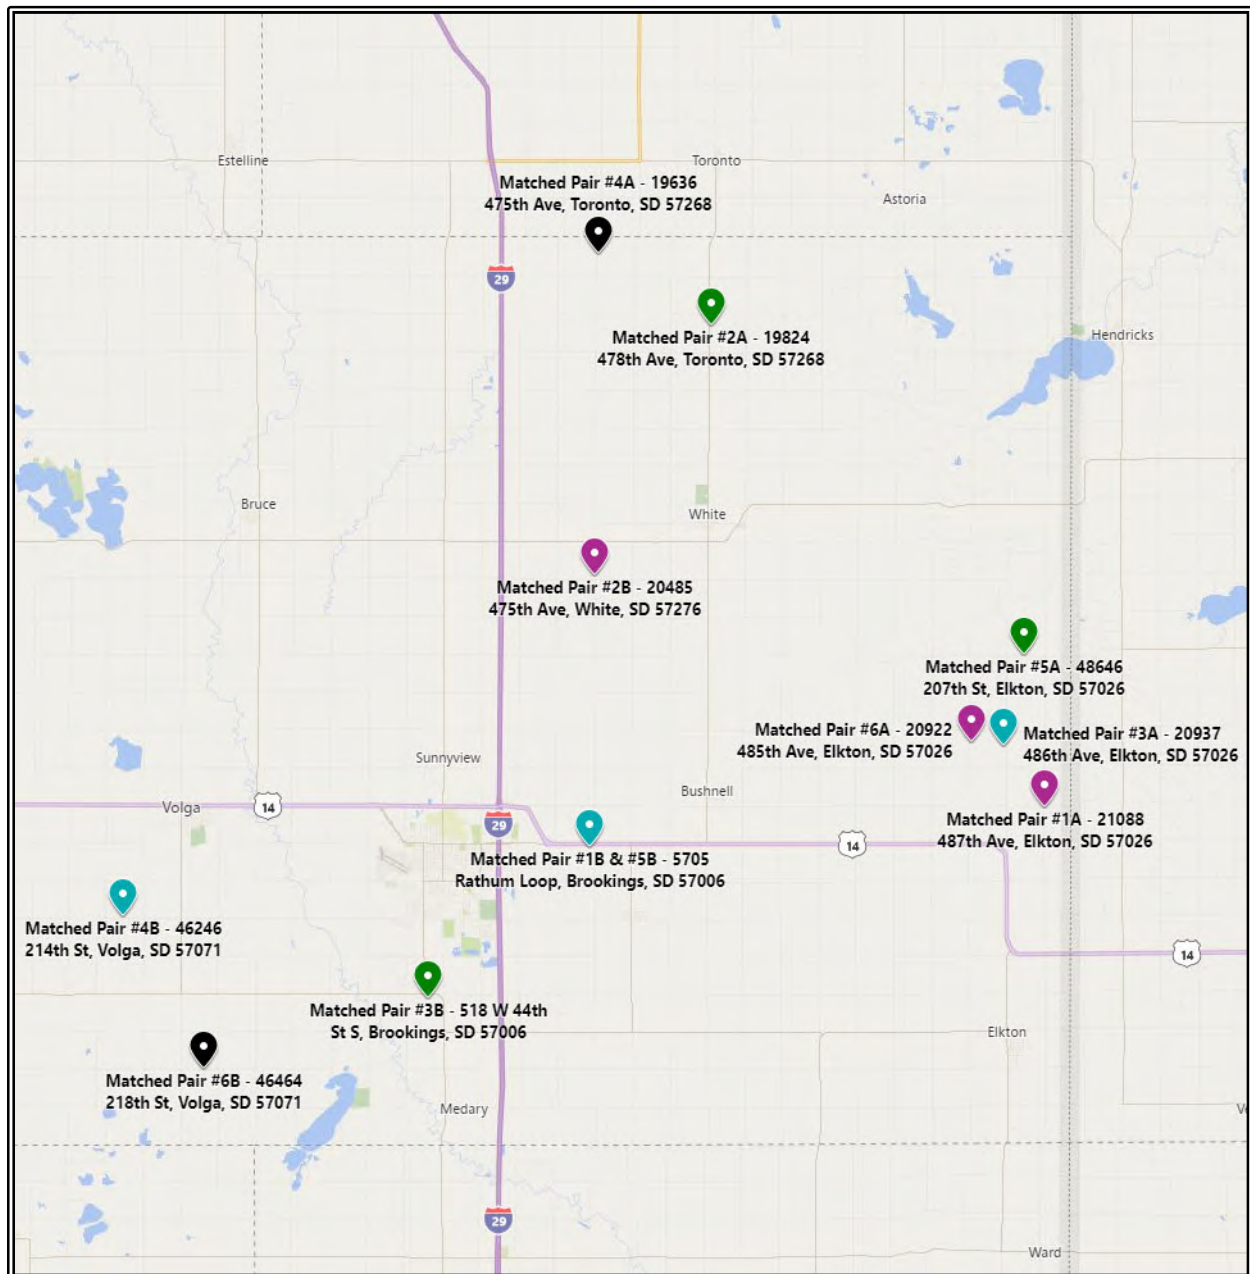 Estelline
Toronto
Matched Pair #4A - 19636
475th Ave, Toronto, SD 57268
Astoria
29
Matched Pair #2A - 19824
478th Ave, Toronto, SD 57268
Hendricks
Bruce
White
Matched Pair #2B - 20485
475th Ave, White, SD 57276
Matched Pair #5A - 48646
207th St, Elkton, SD 57026
Matched Pair #6A - 20922
485th Ave, Elkton, SD 57026
Matched Pair #3A - 20937
486th Ave, Elkton, SD 57026
Sunnyview
Bushnell
Volga
14
29
Matched Pair #1A - 21088
487th Ave, Elkton, SD 57026
14
Matched Pair #1B & #5B - 5705
Rathum Loop, Brookings, SD 57006
Matched Pair #4B - 46246
214th St, Volga, SD 57071
14
Matched Pair #3B - 518 W 44th
St S, Brookings, SD 57006
Elkton
Matched Pair #6B - 46464
218th St, Volga, SD 57071
Medary
29
Ward